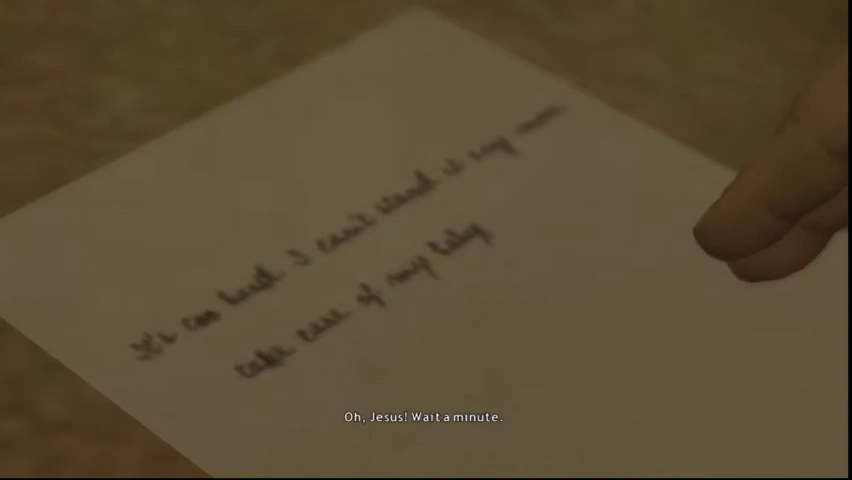 It's too hard I can't stand it any more
take care of my baby
Oh, Jesus! Wait a minute.